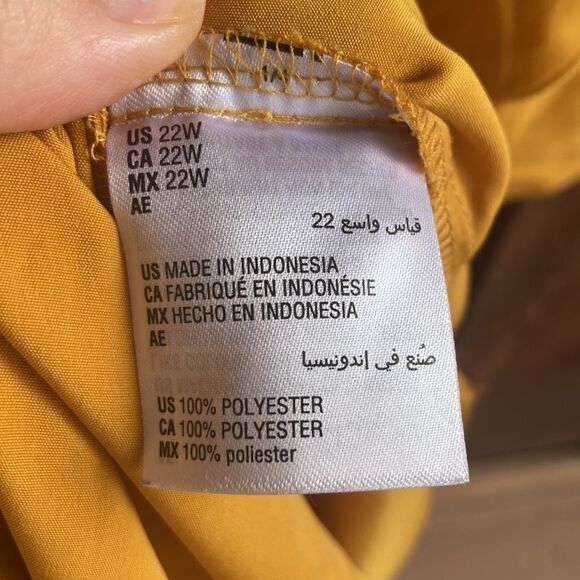 US 22W
CA 22W
MX 22W
AE
قياس واسع 22
US MADE IN INDONESIA
CA FABRIQUÉ EN INDONÉSIE
MX HECHO EN INDONESIA
AE
صُنع في إندونيسيا
US 100% POLYESTER
CA 100% POLYESTER
MX 100% poliester